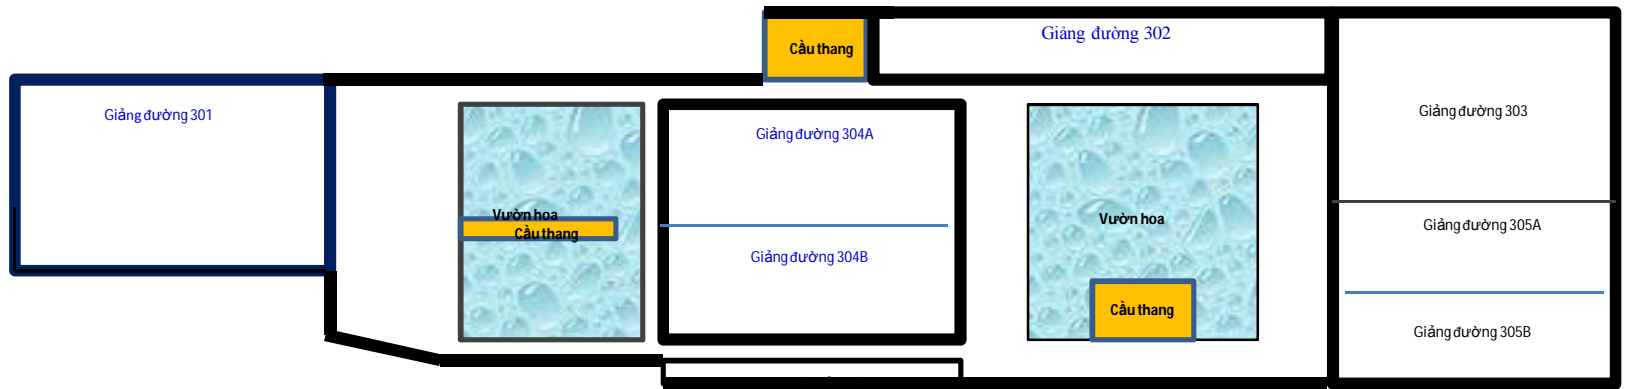 Cầu thang
Giảng đường 302
Giảng đường 301
Giảng đường 304A
Giảng đường 303
Vườn hoa
Cầu thang
Vườn hoa
Giảng đường 305A
Giảng đường 304B
Cầu thang
Giảng đường 305B